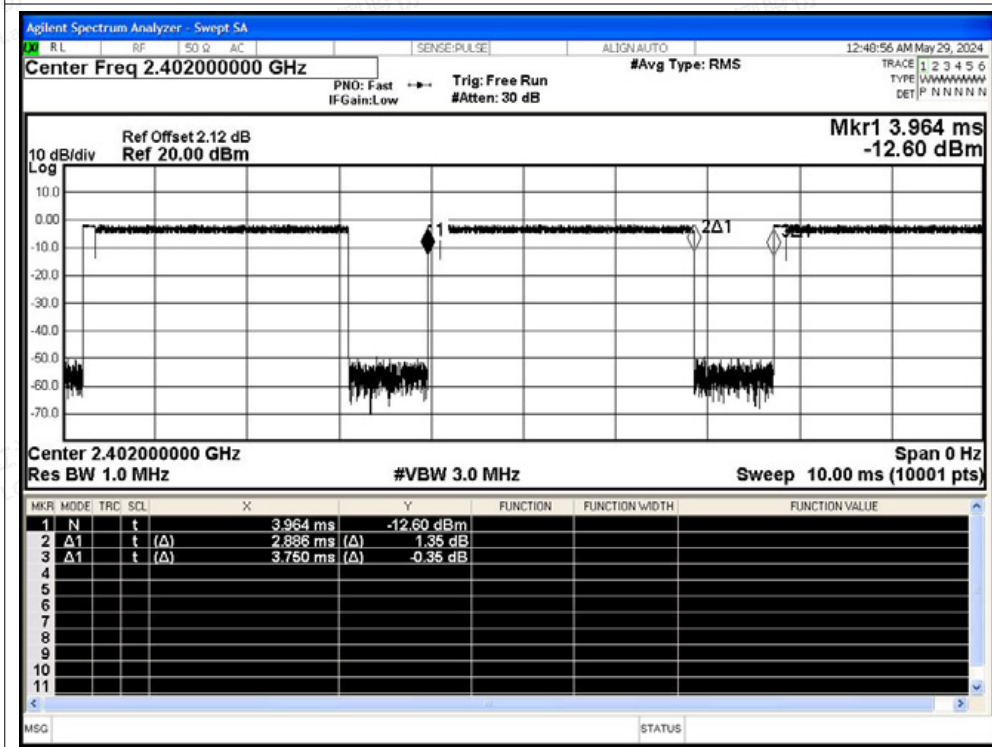 Agilent Spectrum Analyzer - Swept SA
RL RF 50 Ω AC SENSE:PULSE ALIGN AUTO 12:48:56 AM May 29, 2024
Center Freq 2.402000000 GHz #Avg Type: RMS TRACE 1 2 3 4 5 6
PNO: Fast Trig: Free Run TYPE WWWWWW
IFGain:Low #Atten: 30 dB DET P N N N N N
Mkr1 3.964 ms
Ref Offset 2.12 dB
10 dB/div Ref 20.00 dBm -12.60 dBm
Log
10.0
0.00
1 2Δ1 3Δ1
-10.0
-20.0
-30.0
-40.0
-50.0
-60.0
-70.0
Center 2.402000000 GHz Span 0 Hz
Res BW 1.0 MHz #VBW 3.0 MHz Sweep 10.00 ms (10001 pts)
MKR MODE TRC SCL X Y FUNCTION FUNCTION WIDTH FUNCTION VALUE
1 N t 3.964 ms -12.60 dBm
2 Δ1 t (Δ) 2.886 ms (Δ) 1.35 dB
3 Δ1 t (Δ) 3.750 ms (Δ) -0.35 dB
4
5
6
7
8
9
10
11
MSG STATUS